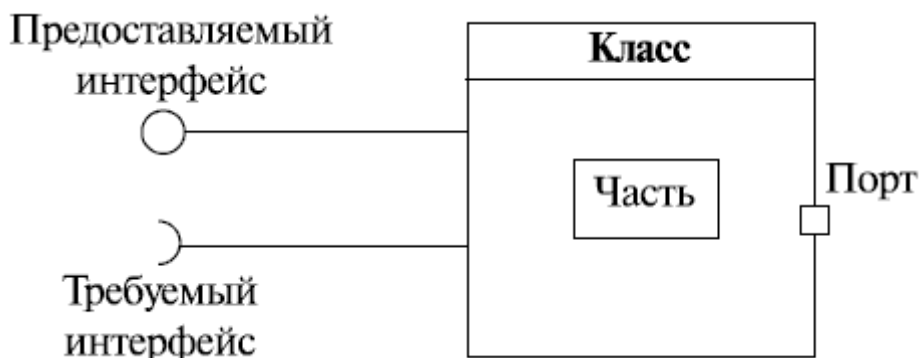 Предоставляемый
интерфейс
Класс
Часть
Порт
Требуемый
интерфейс